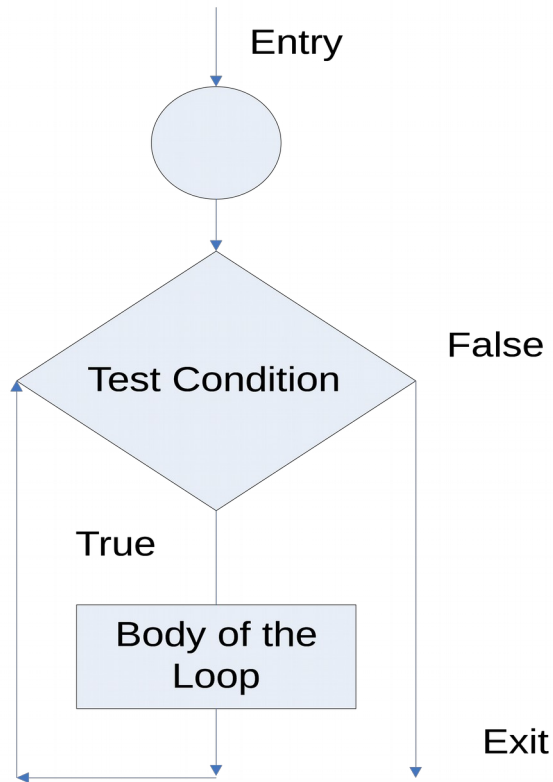 Entry
False
Test Condition
True
Body of the
Loop
Exit